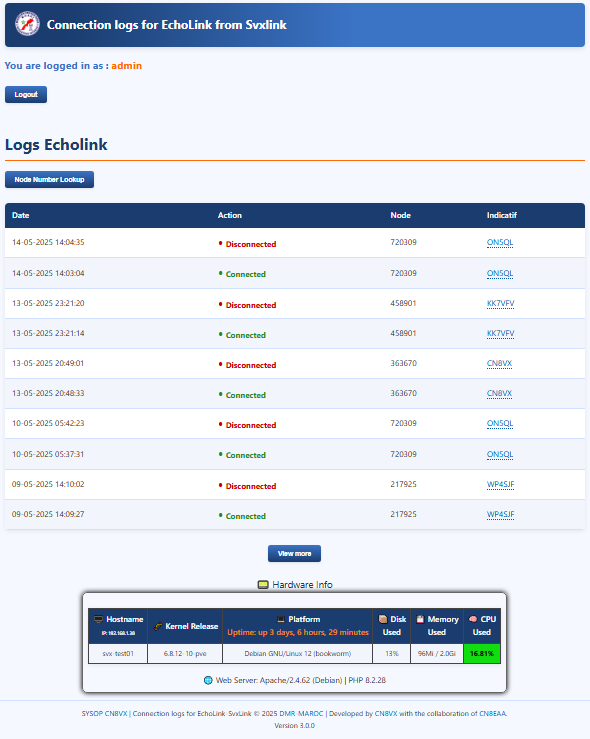 Connection logs for EchoLink from Svxlink
You are logged in as : admin
Logout
Logs Echolink
Node Number Lookup
Date Action Node Indicatif
14-05-2025 14:04:35 • Disconnected 720309 ON5QL
14-05-2025 14:03:04 • Connected 720309 ON5QL
13-05-2025 23:21:20 • Disconnected 458901 KK7VFV
13-05-2025 23:21:14 • Connected 458901 KK7VFV
13-05-2025 20:49:01 • Disconnected 363670 CN8VX
13-05-2025 20:48:33 • Connected 363670 CN8VX
10-05-2025 05:42:23 • Disconnected 720309 ON5QL
10-05-2025 05:37:31 • Connected 720309 ON5QL
09-05-2025 14:10:02 • Disconnected 217925 WP4SJF
09-05-2025 14:09:27 • Connected 217925 WP4SJF
View more
Hardware Info
Hostname Kernel Release Platform Disk Memory CPU
IP: 192.168.1.30 Uptime: up 3 days, 6 hours, 29 minutes Used Used Used
svx-test01 6.8.12-10-pve Debian GNU/Linux 12 (bookworm) 13% 96Mi / 2.0Gi 16.81%
Web Server: Apache/2.4.62 (Debian) | PHP 8.2.28
SYSOP CN8VX | Connection logs for EchoLink-SvxLink © 2025 DMR-MAROC | Developed by CN8VX with the collaboration of CN8EAA.
Version 3.0.0